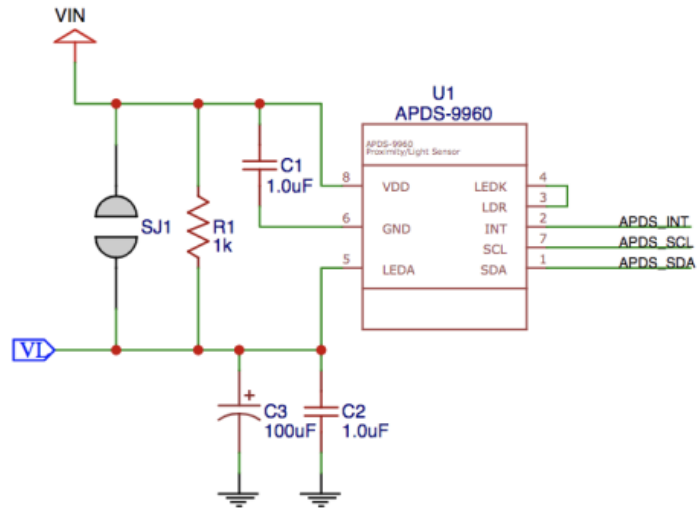 VIN
U1
APDS-9960
APDS-9960
Proximity/Light Sensor
C1
1.0uF
8 VDD LEDK 4
LDR 3
SJ1 R1
1k
6 GND INT 2 APDS_INT
SCL 7 APDS_SCL
5 LEDA SDA 1 APDS_SDA
VL
+
C3
100uF
C2
1.0uF